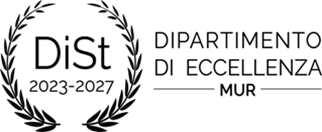 DiSt
2023-2027
DIPARTIMENTO
DI ECCELLENZA
MUR